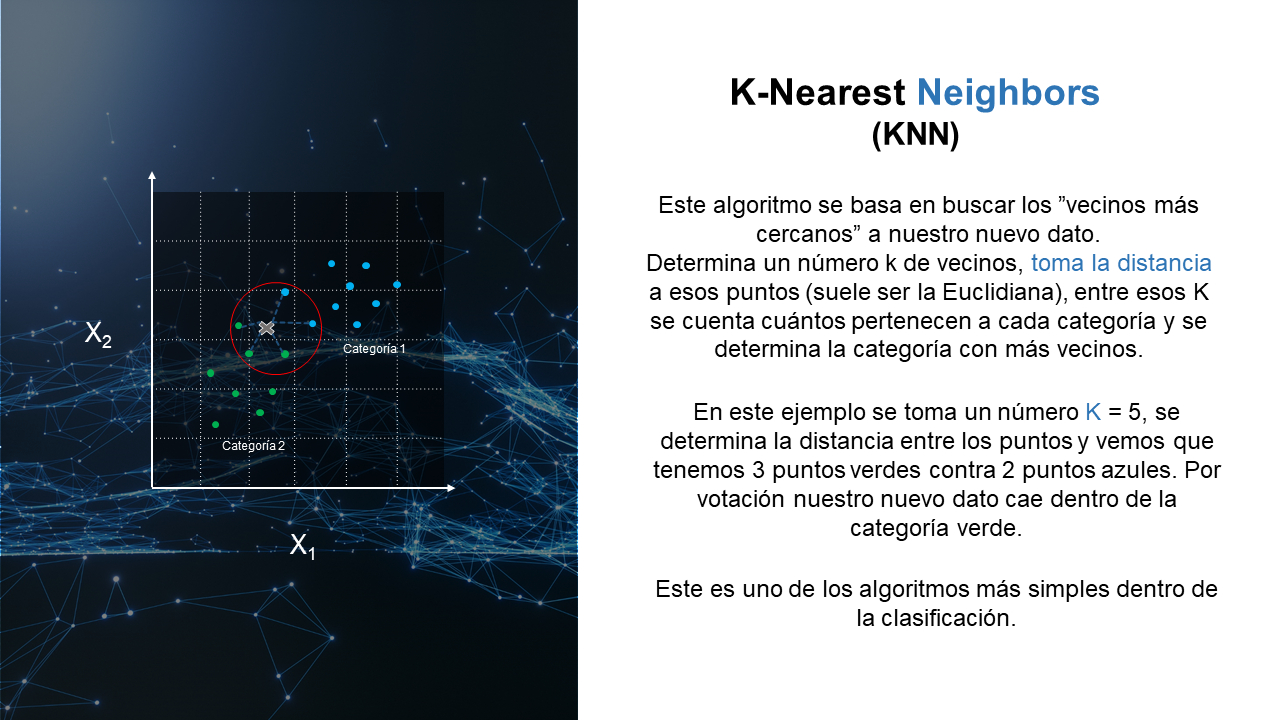 K-Nearest Neighbors
(KNN)
Este algoritmo se basa en buscar los ”vecinos más
cercanos” a nuestro nuevo dato.
Determina un número k de vecinos, toma la distancia
a esos puntos (suele ser la Euclidiana), entre esos K
se cuenta cuántos pertenecen a cada categoría y se
determina la categoría con más vecinos.
En este ejemplo se toma un número K = 5, se
determina la distancia entre los puntos y vemos que
tenemos 3 puntos verdes contra 2 puntos azules. Por
votación nuestro nuevo dato cae dentro de la
categoría verde.
Este es uno de los algoritmos más simples dentro de
la clasificación.
X2
Categoría 1
Categoría 2
X1